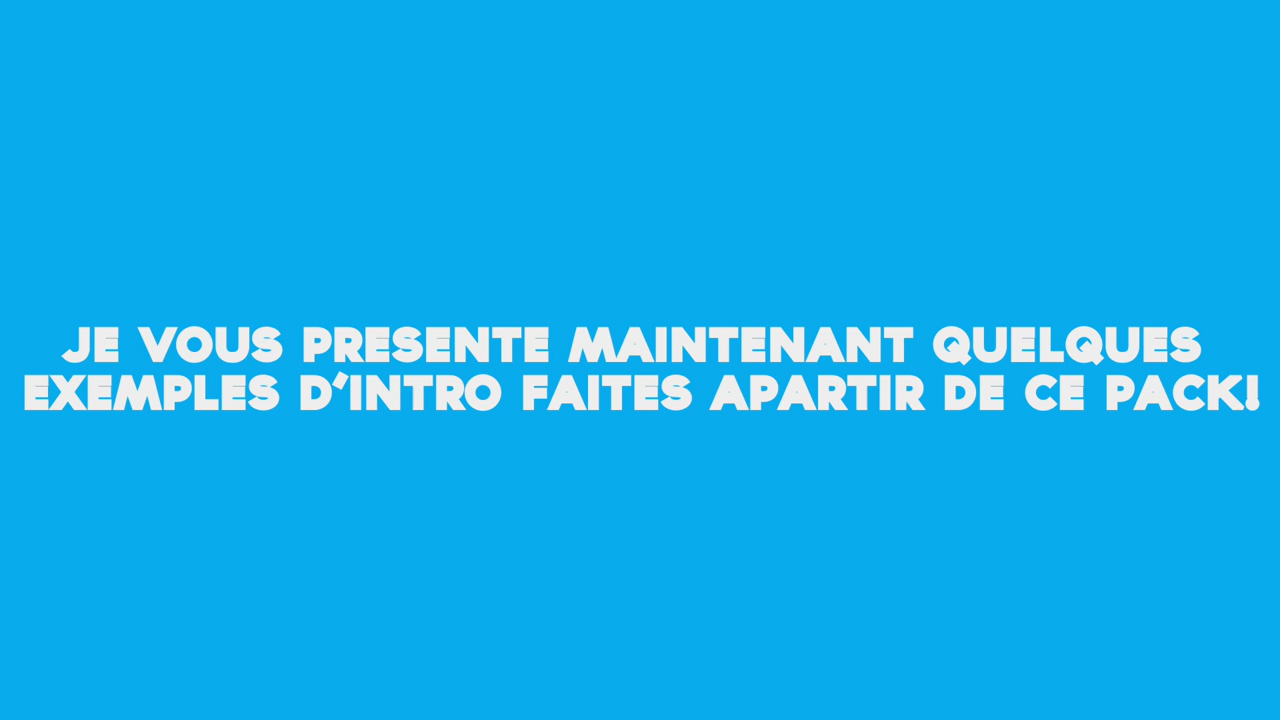 JE VOUS PRESENTE MAINTENANT QUELQUES
EXEMPLES D'INTRO FAITES APARTIR DE CE PACK!